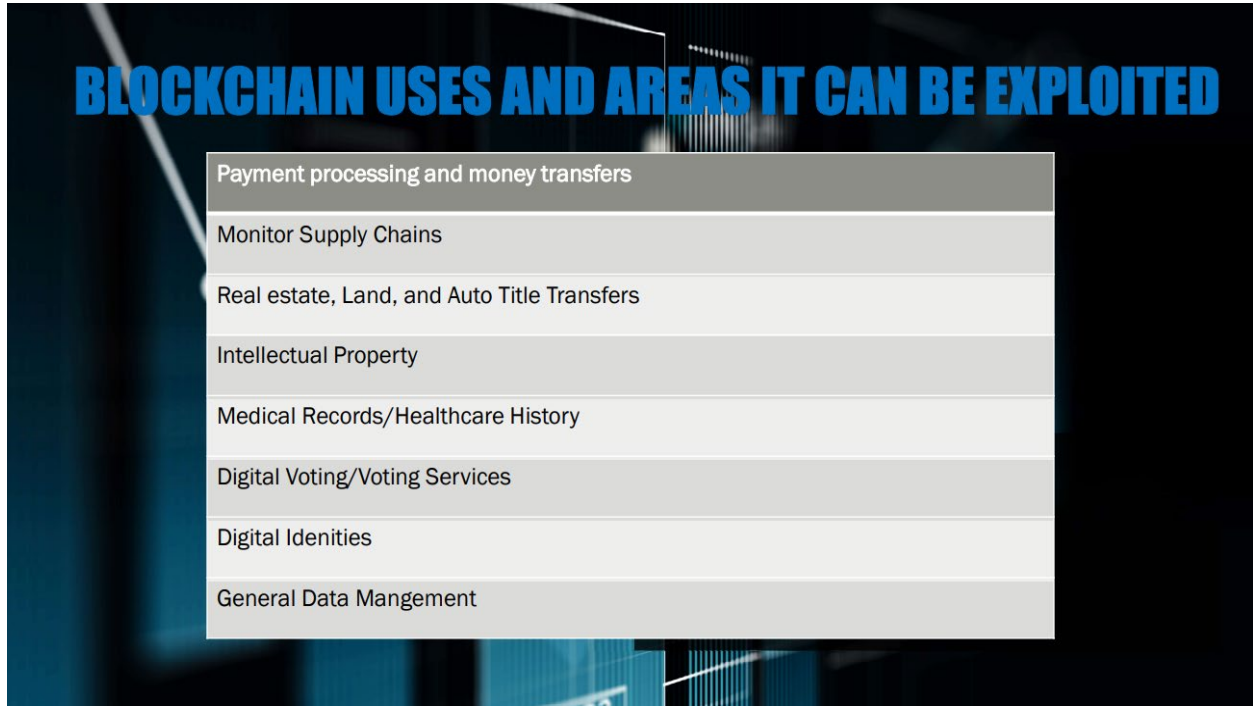 BLOCKCHAIN USES AND AREAS IT CAN BE EXPLOITED
Payment processing and money transfers
Monitor Supply Chains
Real estate, Land, and Auto Title Transfers
Intellectual Property
Medical Records/Healthcare History
Digital Voting/Voting Services
Digital Idenities
General Data Mangement